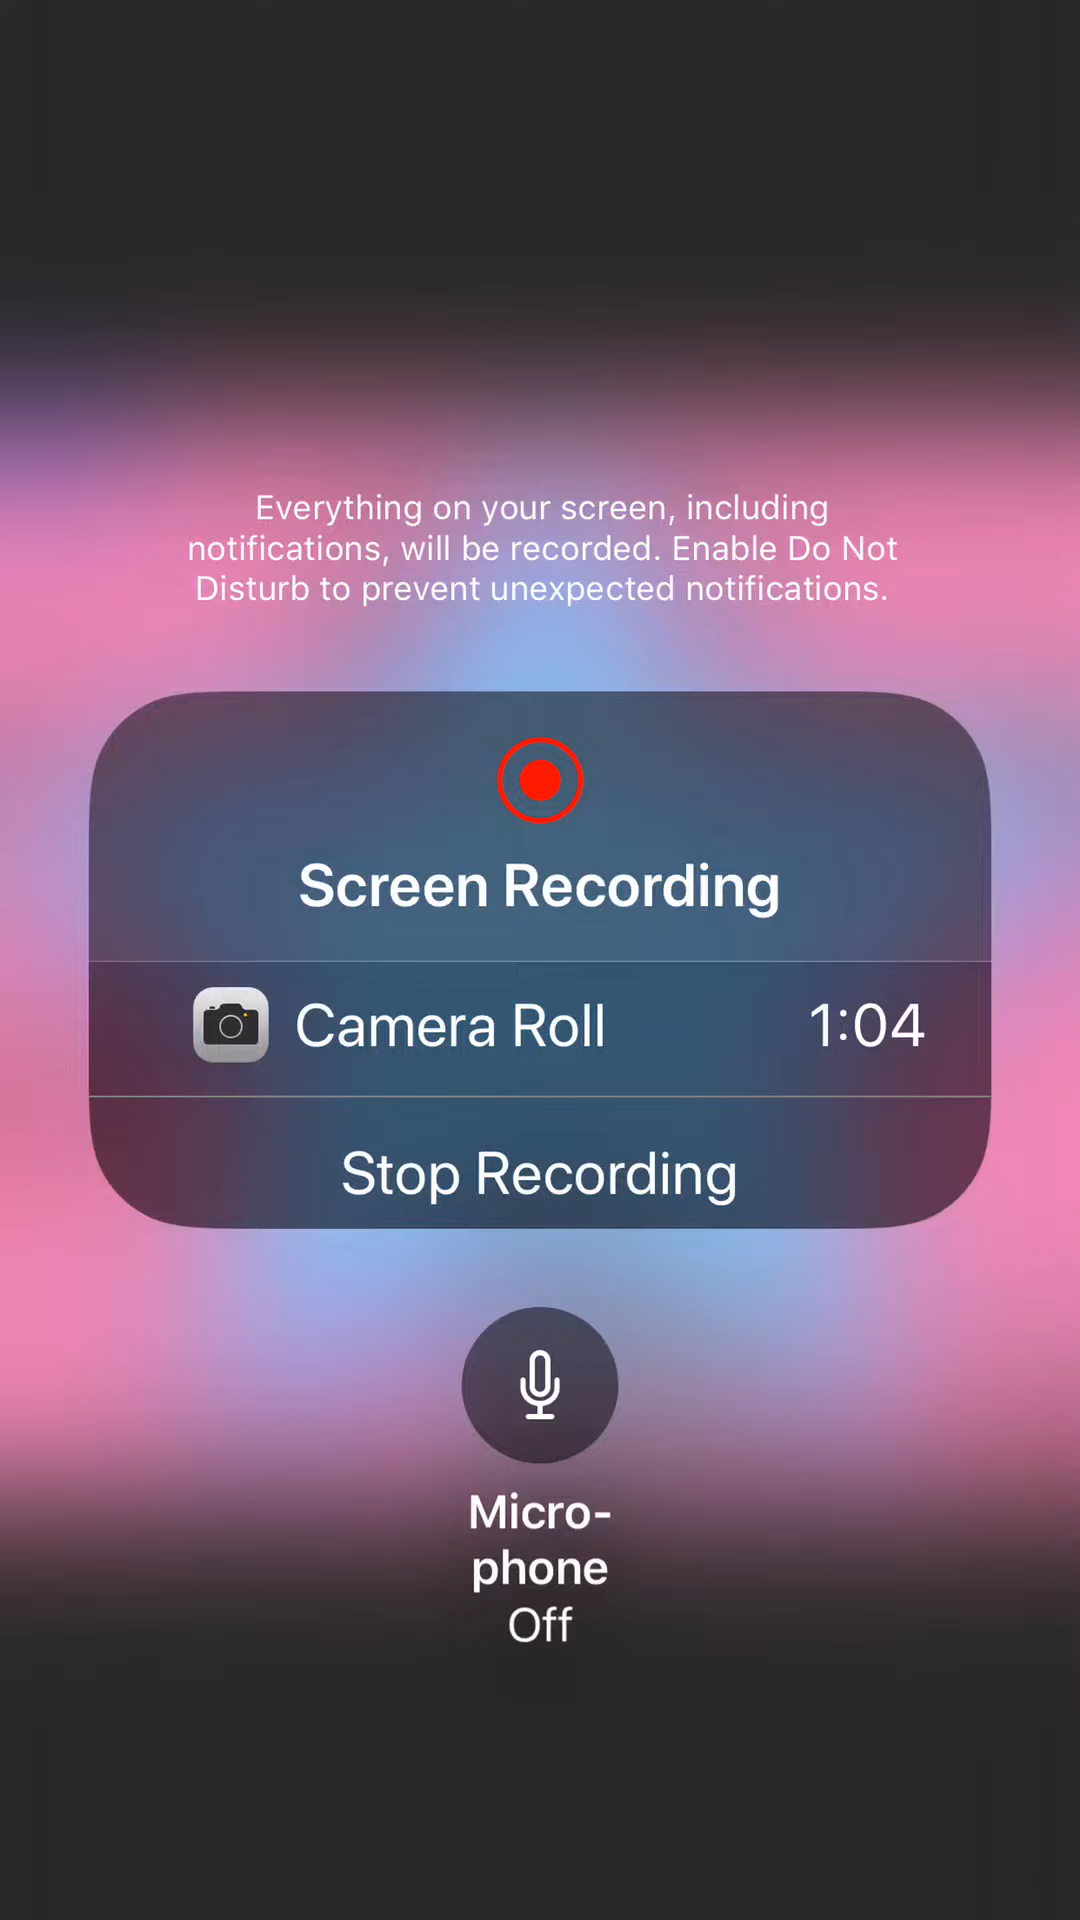 Everything on your screen, including
notifications, will be recorded. Enable Do Not
Disturb to prevent unexpected notifications.
Screen Recording
Camera Roll 1:04
Stop Recording
Micro-
phone
Off